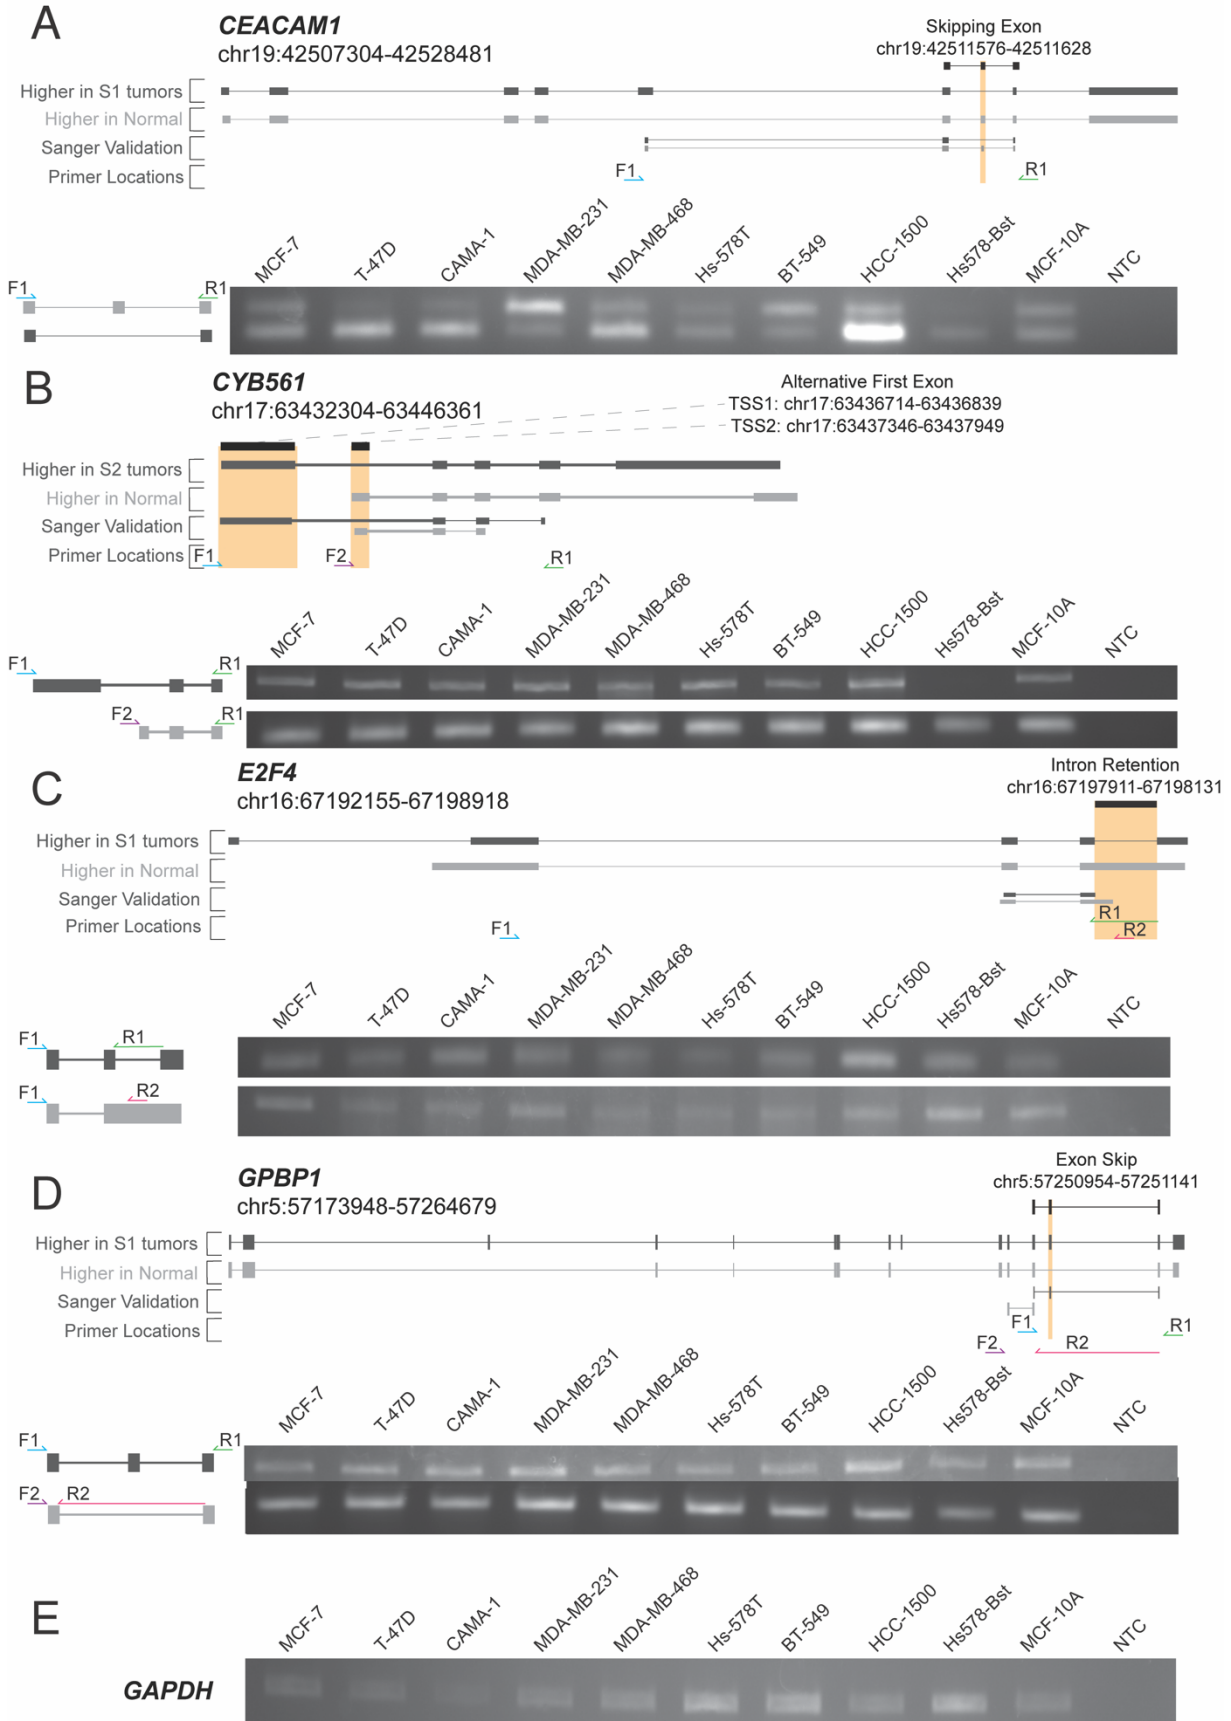 A
CEACAM1
chr19:42507304-42528481
Skipping Exon
chr19:42511576-42511628
Higher in S1 tumors
Higher in Normal
Sanger Validation
Primer Locations
F1
R1
MCF-7
T-47D
CAMA-1
MDA-MB-231
MDA-MB-468
Hs-578T
BT-549
HCC-1500
Hs578-Bst
MCF-10A
NTC
F1
R1
B
CYB561
chr17:63432304-63446361
Alternative First Exon
TSS1: chr17:63436714-63436839
TSS2: chr17:63437346-63437949
Higher in S2 tumors
Higher in Normal
Sanger Validation
Primer Locations
F1
F2
R1
MCF-7
T-47D
CAMA-1
MDA-MB-231
MDA-MB-468
Hs-578T
BT-549
HCC-1500
Hs578-Bst
MCF-10A
NTC
F1
R1
F2
R1
C
E2F4
chr16:67192155-67198918
Intron Retention
chr16:67197911-67198131
Higher in S1 tumors
Higher in Normal
Sanger Validation
Primer Locations
F1
R1
R2
MCF-7
T-47D
CAMA-1
MDA-MB-231
MDA-MB-468
Hs-578T
BT-549
HCC-1500
Hs578-Bst
MCF-10A
NTC
F1
R1
F1
R2
D
GPBP1
chr5:57173948-57264679
Exon Skip
chr5:57250954-57251141
Higher in S1 tumors
Higher in Normal
Sanger Validation
Primer Locations
F1
R1
F2
R2
MCF-7
T-47D
CAMA-1
MDA-MB-231
MDA-MB-468
Hs-578T
BT-549
HCC-1500
Hs578-Bst
MCF-10A
NTC
F1
R1
F2
R2
E
MCF-7
T-47D
CAMA-1
MDA-MB-231
MDA-MB-468
Hs-578T
BT-549
HCC-1500
Hs578-Bst
MCF-10A
NTC
GAPDH